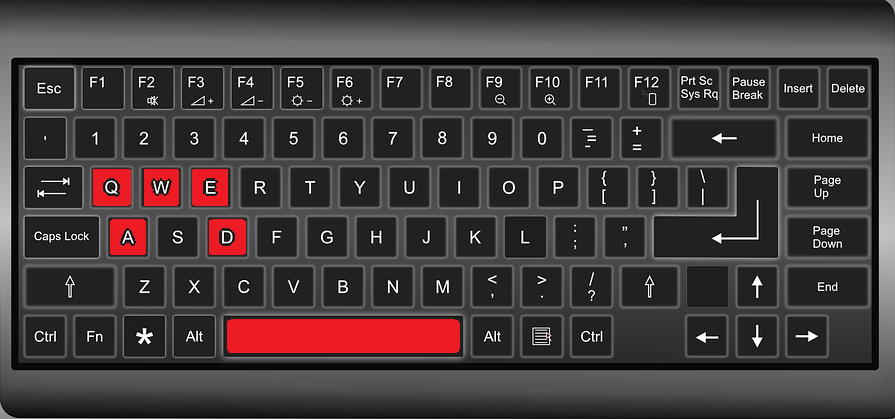 Esc F1 F2 F3 F4 F5 F6 F7 F8 F9 F10 F11 F12 Prt Sc Sys Rq Pause Break Insert Delete
' 1 2 3 4 5 6 7 8 9 0 + = Home
Q W E R T Y U I O P { [ } ] \ | Page Up
Caps Lock A S D F G H J K L : ; " , Page Down
Z X C V B N M < , > . / ? End
Ctrl Fn * Alt Alt Ctrl